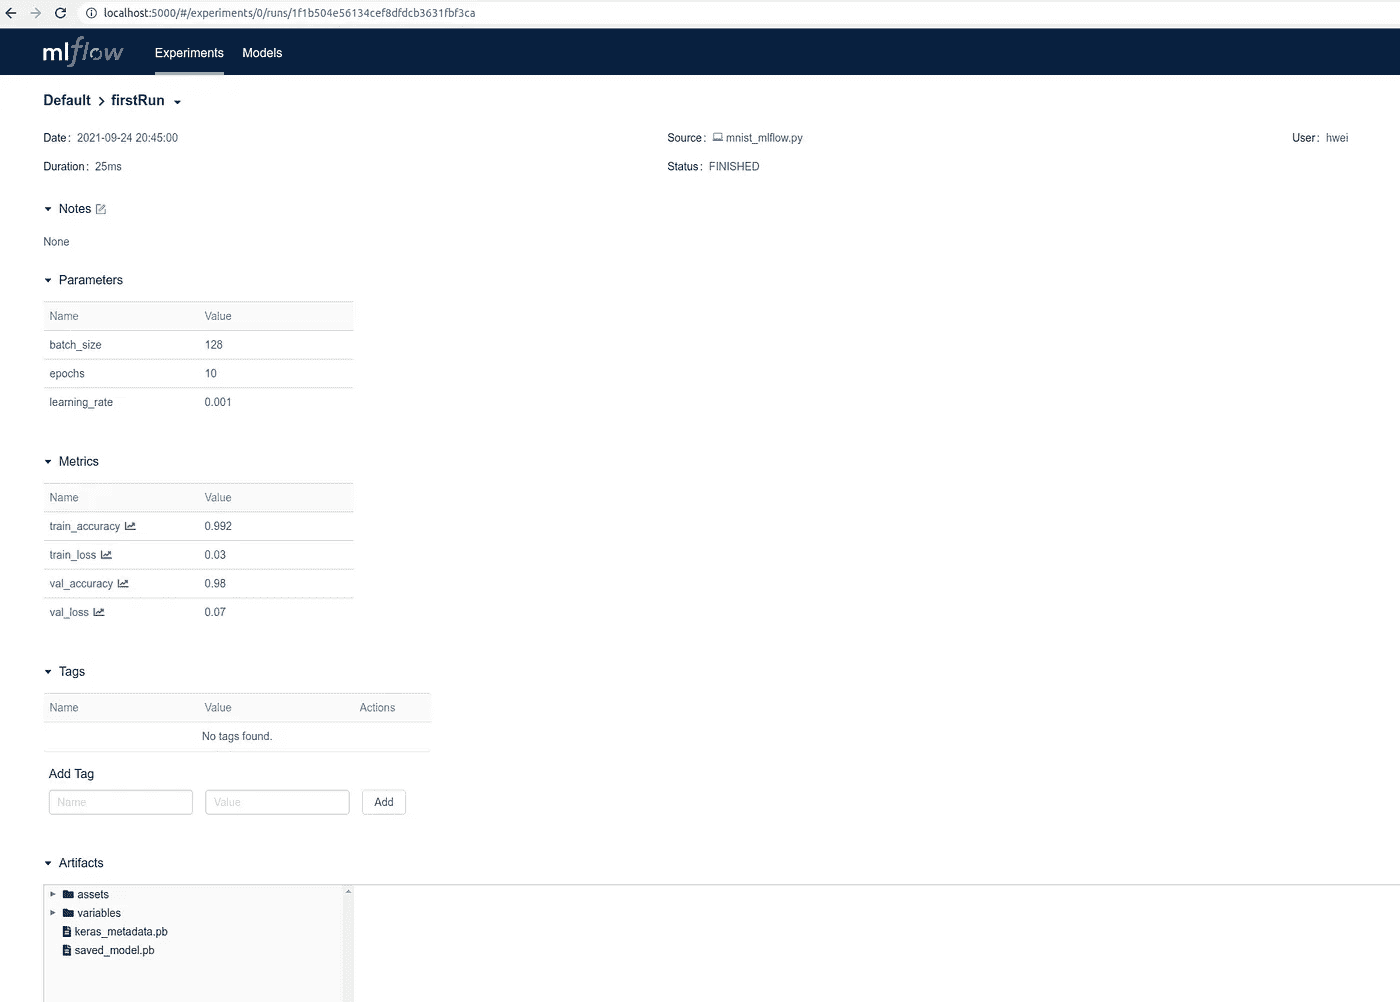 localhost:5000/#/experiments/0/runs/1f1b504e56134cef8dfdcb3631fbf3ca
mlflow Experiments Models
Default > firstRun
Date: 2021-09-24 20:45:00 Source: mnist_mlflow.py User: hwei
Duration: 25ms Status: FINISHED
Notes
None
Parameters
Name Value
batch_size 128
epochs 10
learning_rate 0.001
Metrics
Name Value
train_accuracy 0.992
train_loss 0.03
val_accuracy 0.98
val_loss 0.07
Tags
Name Value Actions
No tags found.
Add Tag
Name Value Add
Artifacts
assets
variables
keras_metadata.pb
saved_model.pb